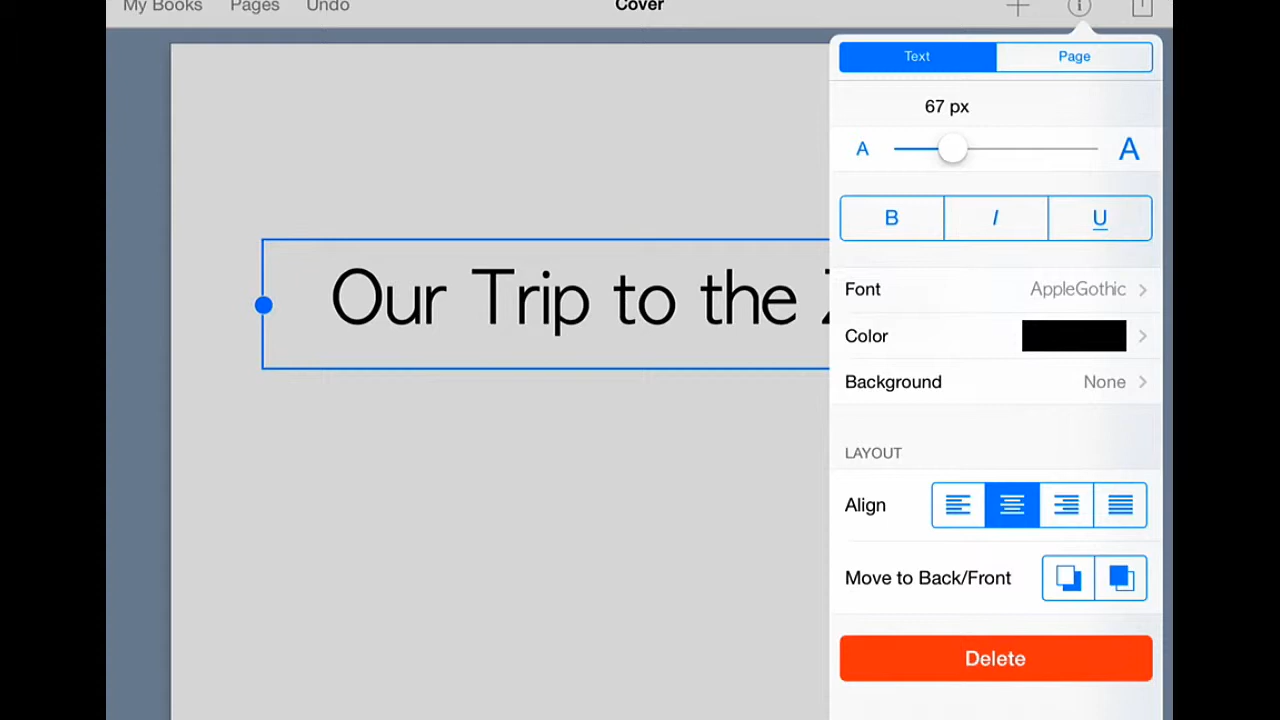 My Books Pages Undo Cover
Text Page
67 px
A A
B I U
Our Trip to the
Font AppleGothic
Color
Background None
LAYOUT
Align
Move to Back/Front
Delete